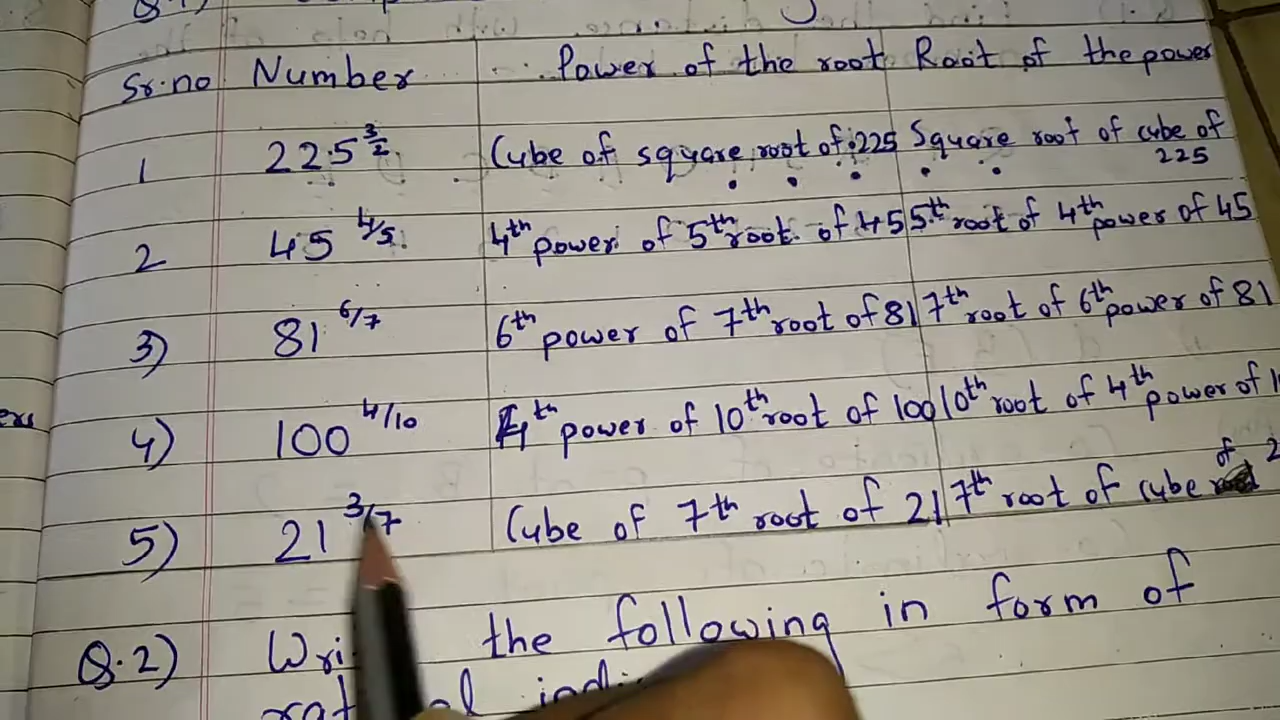 Sr.no Number Power of the root Root of the power
1 225^3/2 Cube of square root of 225 Square root of cube of 225
2 45^4/5 4th power of 5th root of 45 5th root of 4th power of 45
3) 81^6/7 6th power of 7th root of 81 7th root of 6th power of 81
4) 100^4/10 4th power of 10th root of 100 10th root of 4th power of
5) 21^3/7 Cube of 7th root of 21 7th root of cube of
Q.2) the following in form of